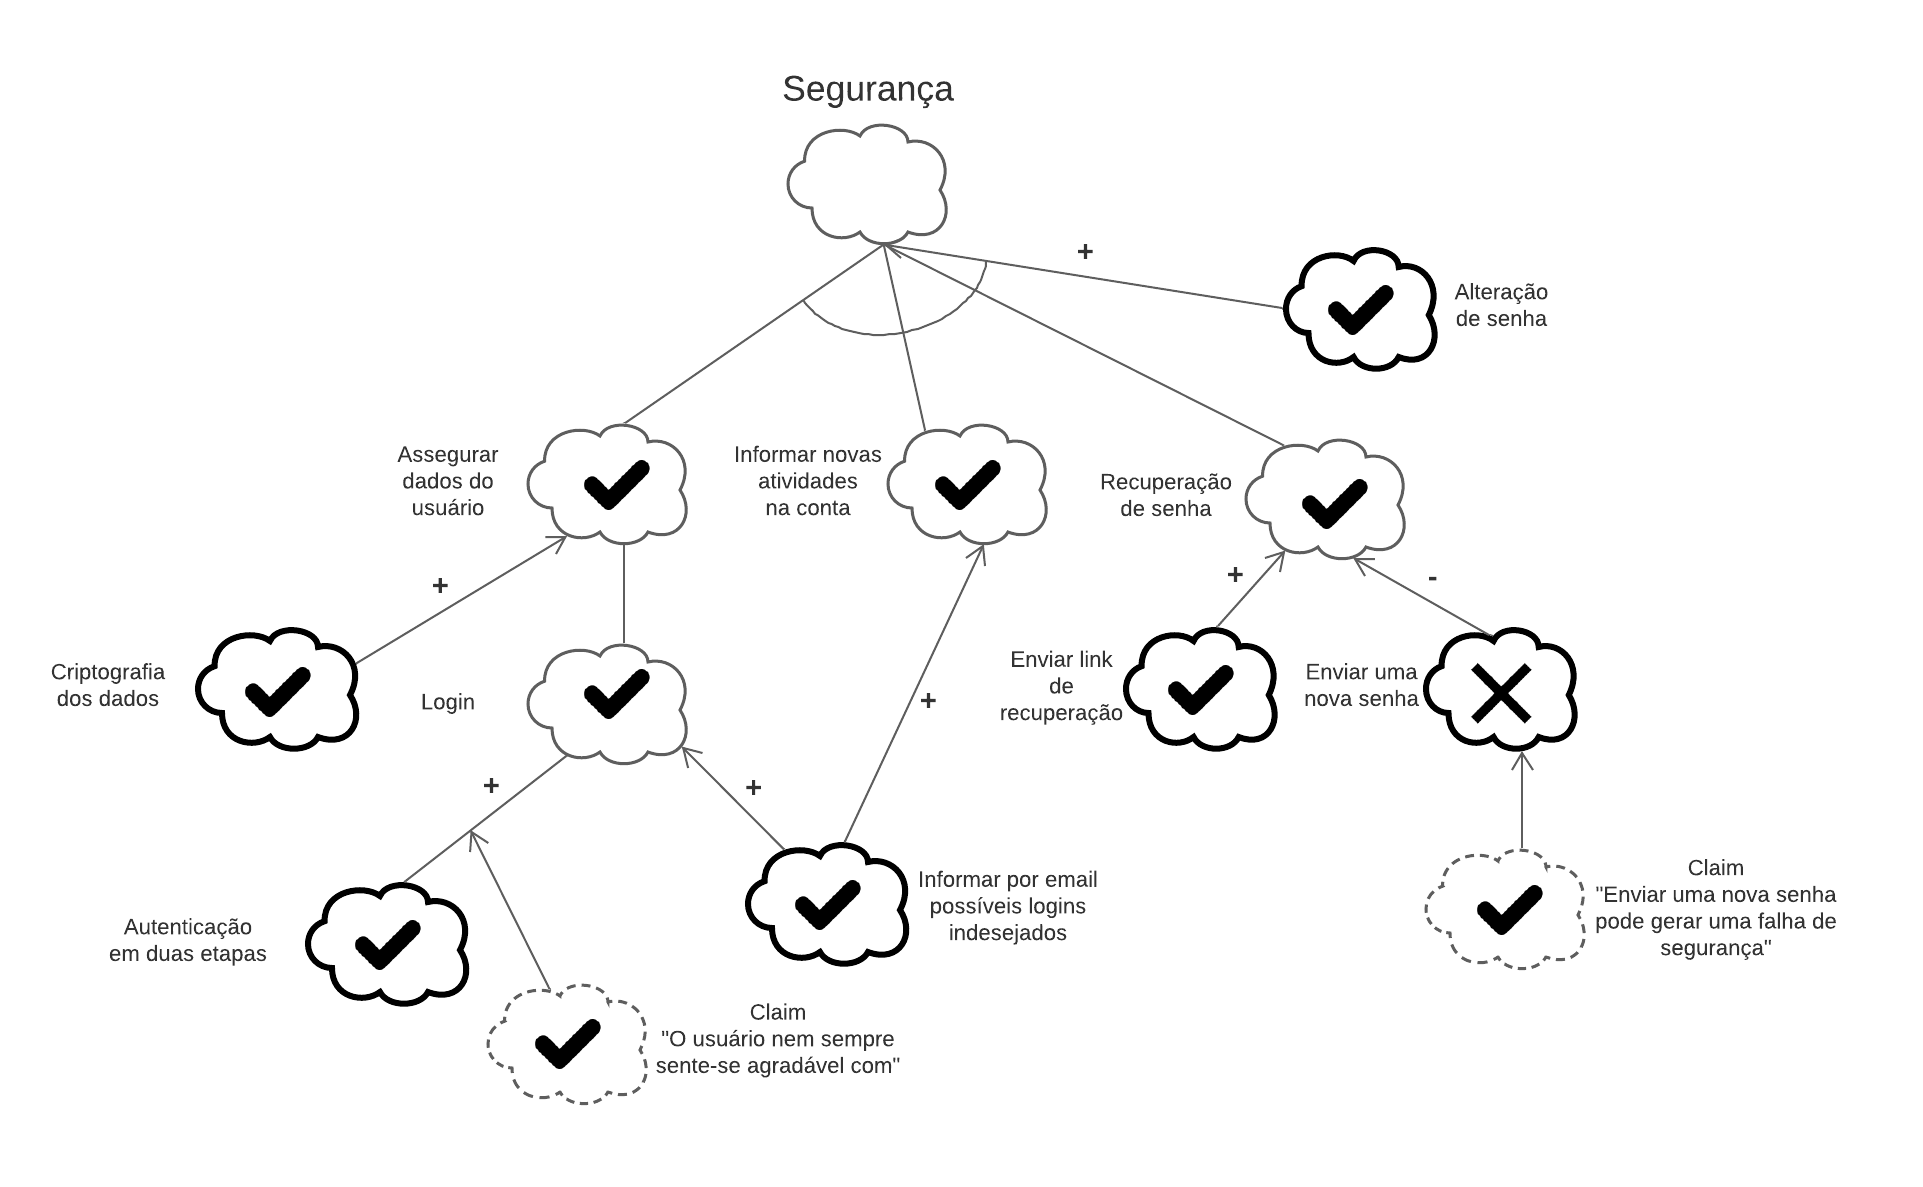 Segurança
+
Alteração
de senha
Assegurar
dados do
usuário
Informar novas
atividades
na conta
Recuperação
de senha
+
+
-
Criptografia
dos dados
Login
+
Enviar link
de
recuperação
Enviar uma
nova senha
+
+
Autenticação
em duas etapas
Informar por email
possíveis logins
indesejados
Claim
"Enviar uma nova senha
pode gerar uma falha de
segurança"
Claim
"O usuário nem sempre
sente-se agradável com"